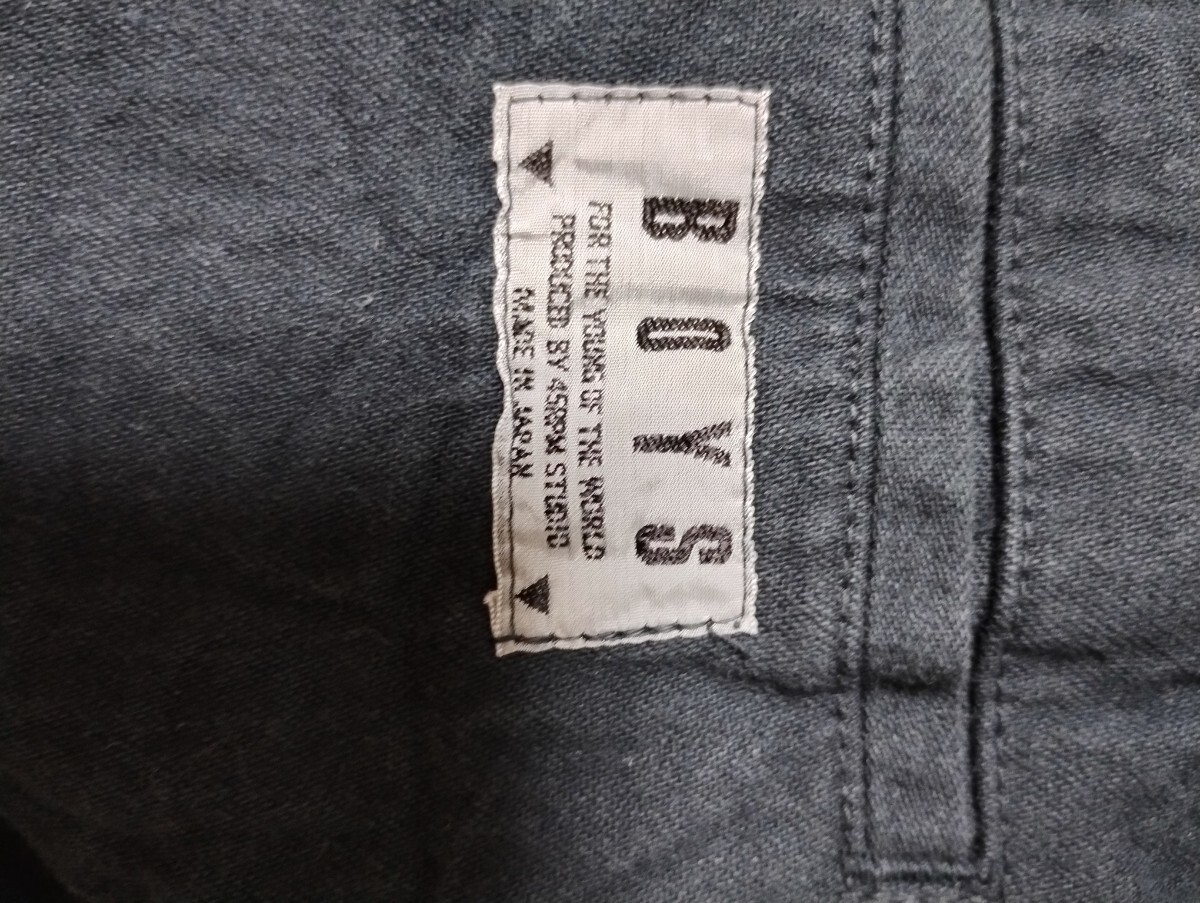 BOYS
FOR THE YOUNG OF THE WORLD
PRODUCED BY 45RPM STUDIO
MADE IN JAPAN